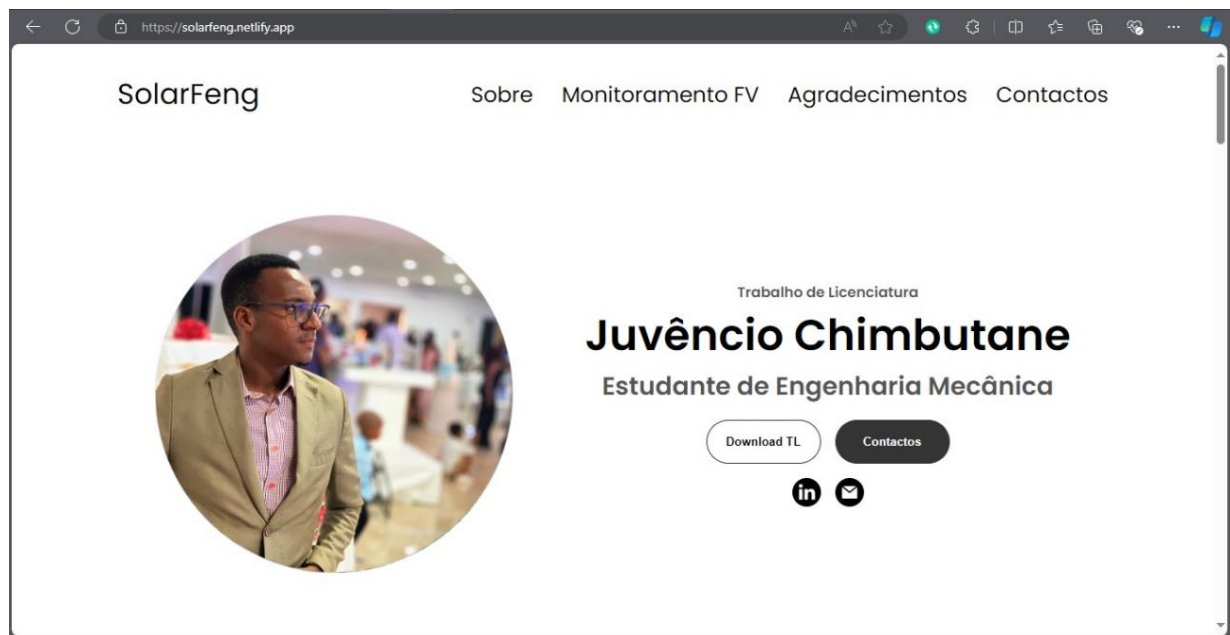 https://solarfeng.netlify.app
SolarFeng Sobre Monitoramento FV Agradecimentos Contactos
Trabalho de Licenciatura
Juvêncio Chimbutane
Estudante de Engenharia Mecânica
Download TL Contactos
in